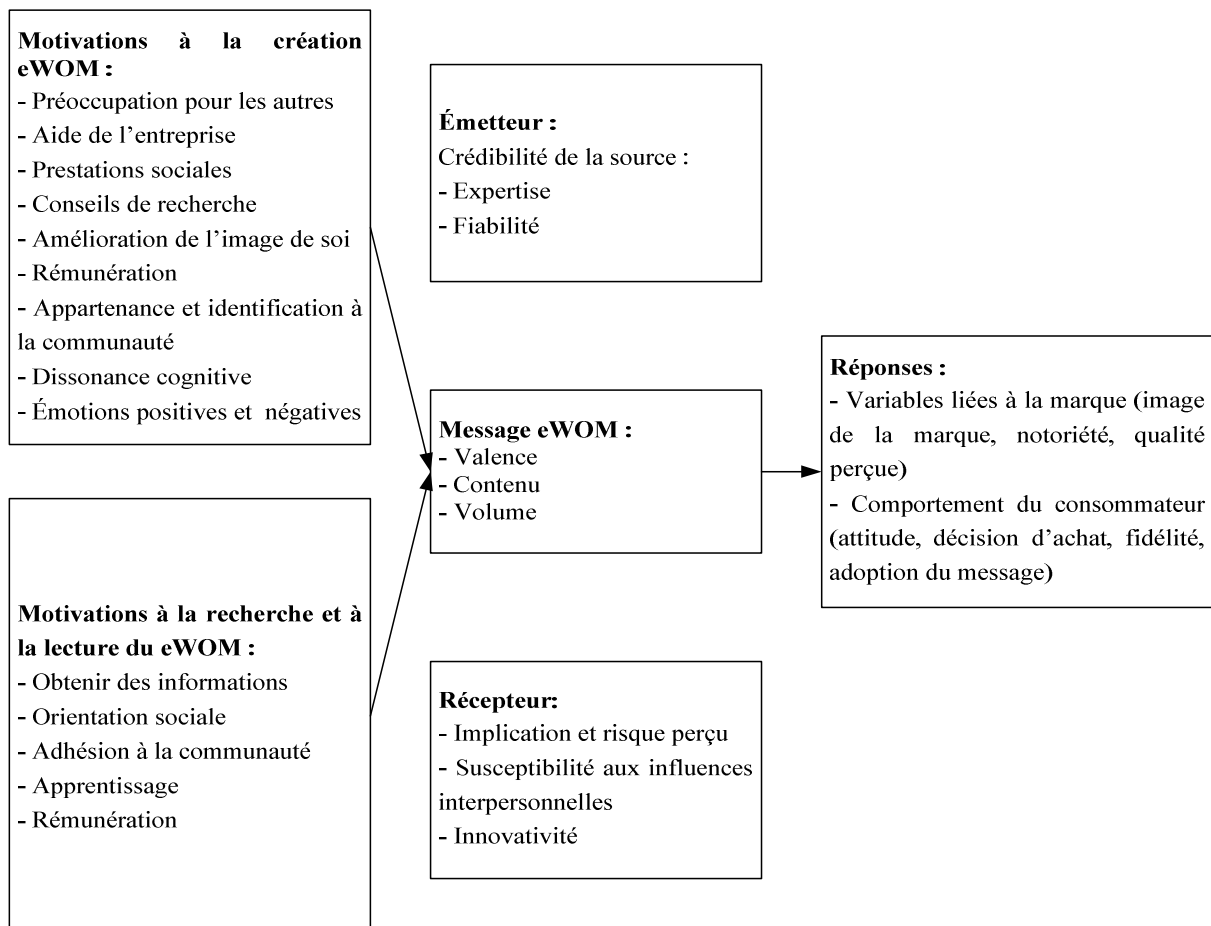 Motivations à la création
eWOM :
- Préoccupation pour les autres
- Aide de l’entreprise
- Prestations sociales
- Conseils de recherche
- Amélioration de l’image de soi
- Rémunération
- Appartenance et identification à
la communauté
- Dissonance cognitive
- Émotions positives et négatives
Motivations à la recherche et à
la lecture du eWOM :
- Obtenir des informations
- Orientation sociale
- Adhésion à la communauté
- Apprentissage
- Rémunération
Émetteur :
Crédibilité de la source :
- Expertise
- Fiabilité
Message eWOM :
- Valence
- Contenu
- Volume
Récepteur:
- Implication et risque perçu
- Susceptibilité aux influences
interpersonnelles
- Innovativité
Réponses :
- Variables liées à la marque (image
de la marque, notoriété, qualité
perçue)
- Comportement du consommateur
(attitude, décision d’achat, fidélité,
adoption du message)